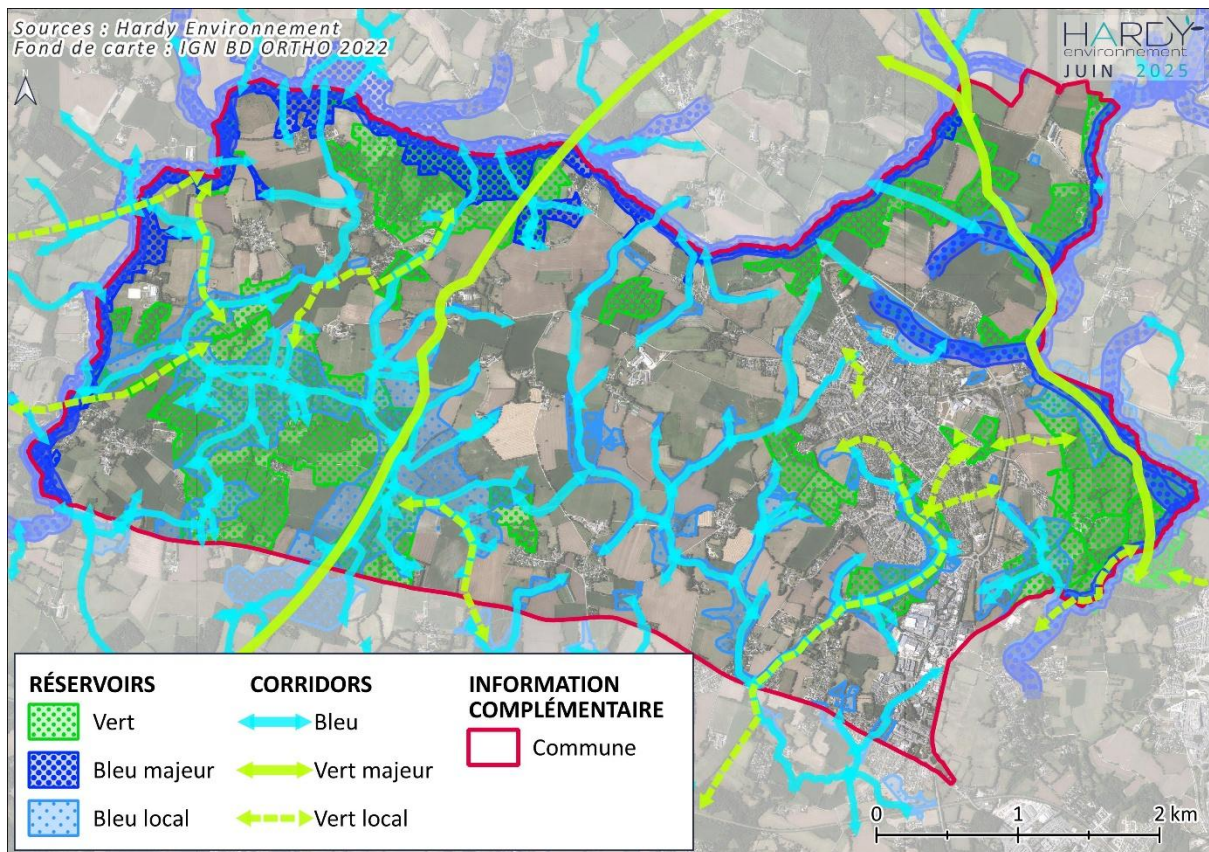 Sources : Hardy Environnement
Fond de carte : IGN BD ORTHO 2022
HARDY
environnement
JUIN 2025
RÉSERVOIRS
Vert
Bleu majeur
Bleu local
CORRIDORS
Bleu
Vert majeur
Vert local
INFORMATION
COMPLÉMENTAIRE
Commune
0 1 2 km